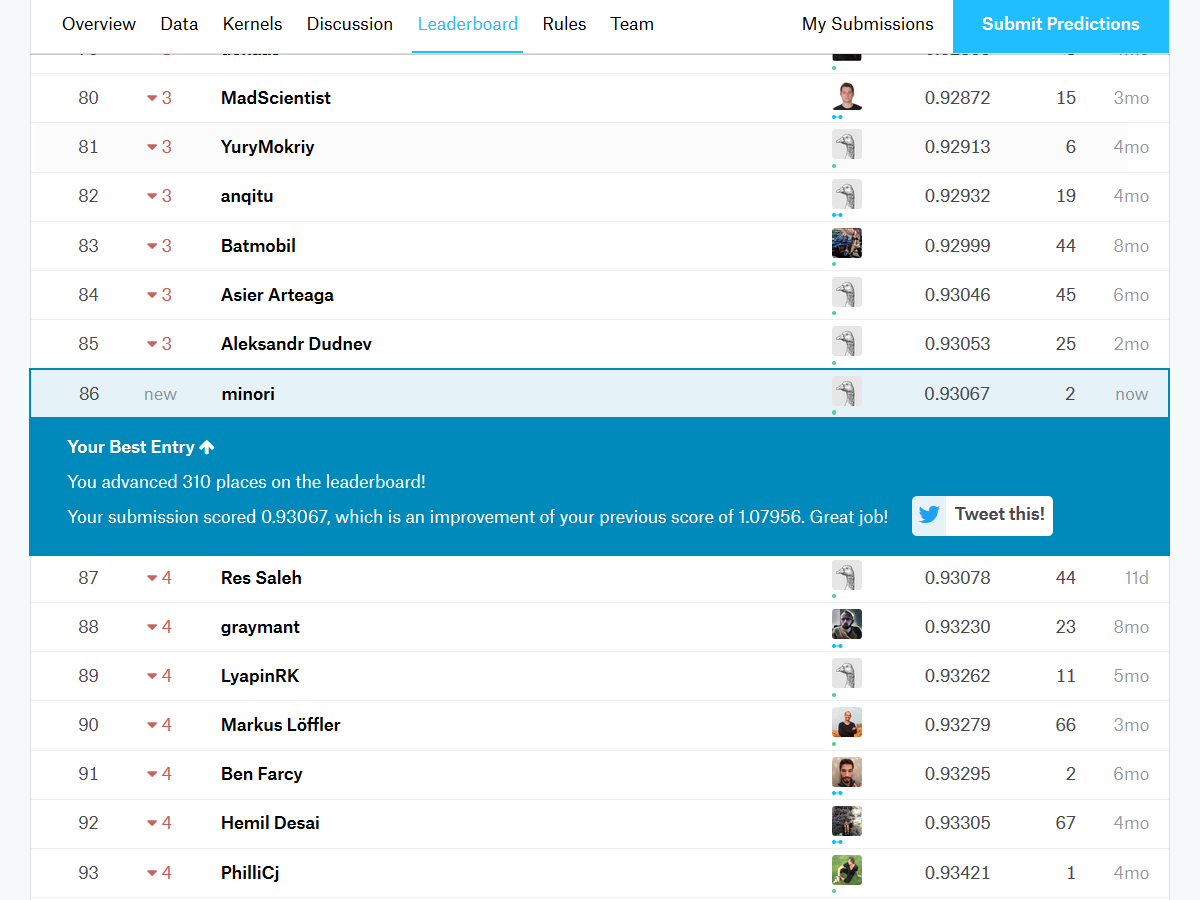 Overview Data Kernels Discussion Leaderboard Rules Team My Submissions Submit Predictions
80 3 MadScientist 0.92872 15 3mo
81 3 YuryMokriy 0.92913 6 4mo
82 3 anqitu 0.92932 19 4mo
83 3 Batmobil 0.92999 44 8mo
84 3 Asier Arteaga 0.93046 45 6mo
85 3 Aleksandr Dudnev 0.93053 25 2mo
86 new minori 0.93067 2 now
Your Best Entry
You advanced 310 places on the leaderboard!
Your submission scored 0.93067, which is an improvement of your previous score of 1.07956. Great job! Tweet this!
87 4 Res Saleh 0.93078 44 11d
88 4 graymant 0.93230 23 8mo
89 4 LyapinRK 0.93262 11 5mo
90 4 Markus Löffler 0.93279 66 3mo
91 4 Ben Farcy 0.93295 2 6mo
92 4 Hemil Desai 0.93305 67 4mo
93 4 PhilliCj 0.93421 1 4mo